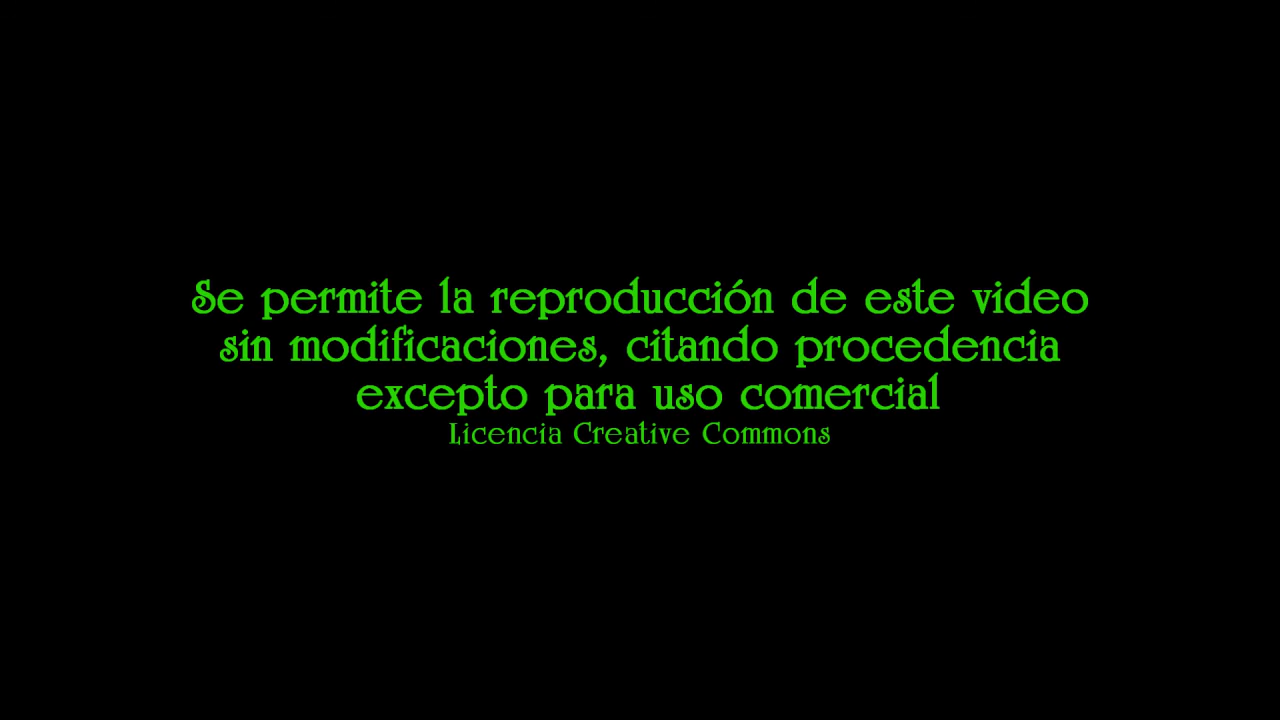 Se permite la reproducción de este video
sin modificaciones, citando procedencia
excepto para uso comercial
Licencia Creative Commons